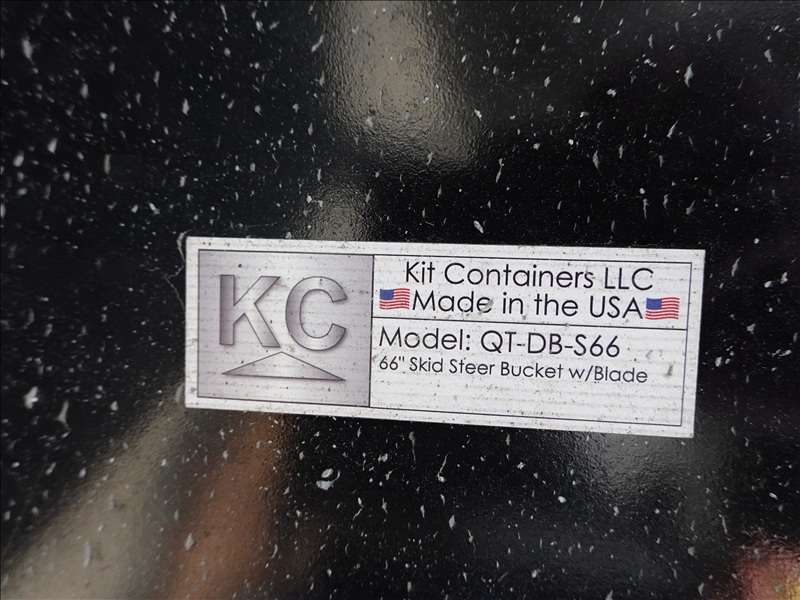 KC
Kit Containers LLC
Made in the USA
Model: QT-DB-S66
66" Skid Steer Bucket w/Blade